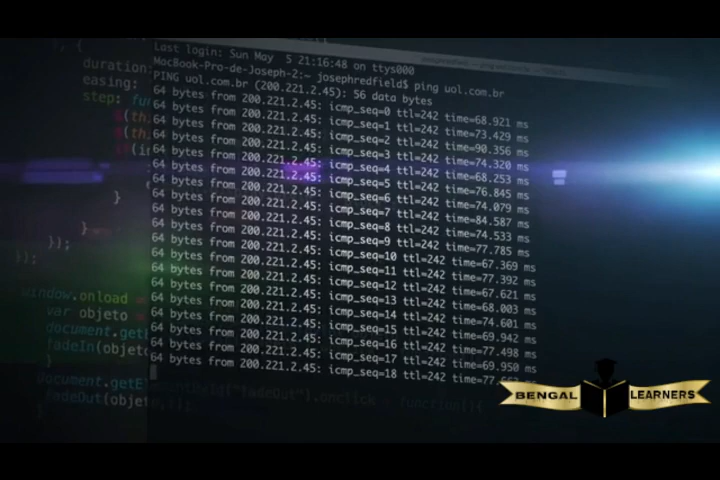 Last login: Sun May  5 21:16:48 on ttys000
MacBook-Pro-de-Joseph-2:~ josephredfield$ ping uol.com.br
PING uol.com.br (200.221.2.45): 56 data bytes
64 bytes from 200.221.2.45: icmp_seq=0 ttl=242 time=68.921 ms
64 bytes from 200.221.2.45: icmp_seq=1 ttl=242 time=73.429 ms
64 bytes from 200.221.2.45: icmp_seq=2 ttl=242 time=90.356 ms
64 bytes from 200.221.2.45: icmp_seq=3 ttl=242 time=74.320 ms
64 bytes from 200.221.2.45: icmp_seq=4 ttl=242 time=68.253 ms
64 bytes from 200.221.2.45: icmp_seq=5 ttl=242 time=76.845 ms
64 bytes from 200.221.2.45: icmp_seq=6 ttl=242 time=74.079 ms
64 bytes from 200.221.2.45: icmp_seq=7 ttl=242 time=84.587 ms
64 bytes from 200.221.2.45: icmp_seq=8 ttl=242 time=74.533 ms
64 bytes from 200.221.2.45: icmp_seq=9 ttl=242 time=77.785 ms
64 bytes from 200.221.2.45: icmp_seq=10 ttl=242 time=67.369 ms
64 bytes from 200.221.2.45: icmp_seq=11 ttl=242 time=77.392 ms
64 bytes from 200.221.2.45: icmp_seq=12 ttl=242 time=67.621 ms
64 bytes from 200.221.2.45: icmp_seq=13 ttl=242 time=68.003 ms
64 bytes from 200.221.2.45: icmp_seq=14 ttl=242 time=74.601 ms
64 bytes from 200.221.2.45: icmp_seq=15 ttl=242 time=69.942 ms
64 bytes from 200.221.2.45: icmp_seq=16 ttl=242 time=77.498 ms
64 bytes from 200.221.2.45: icmp_seq=17 ttl=242 time=69.950 ms
64 bytes from 200.221.2.45: icmp_seq=18 ttl=242
}, {
duration:
easing:
step:
}
}
});
});
window.onload =
var objeto =
fadeIn(objeto
}
fadeOut(objeto
"fadeOut").onclick
BENGAL LEARNERS